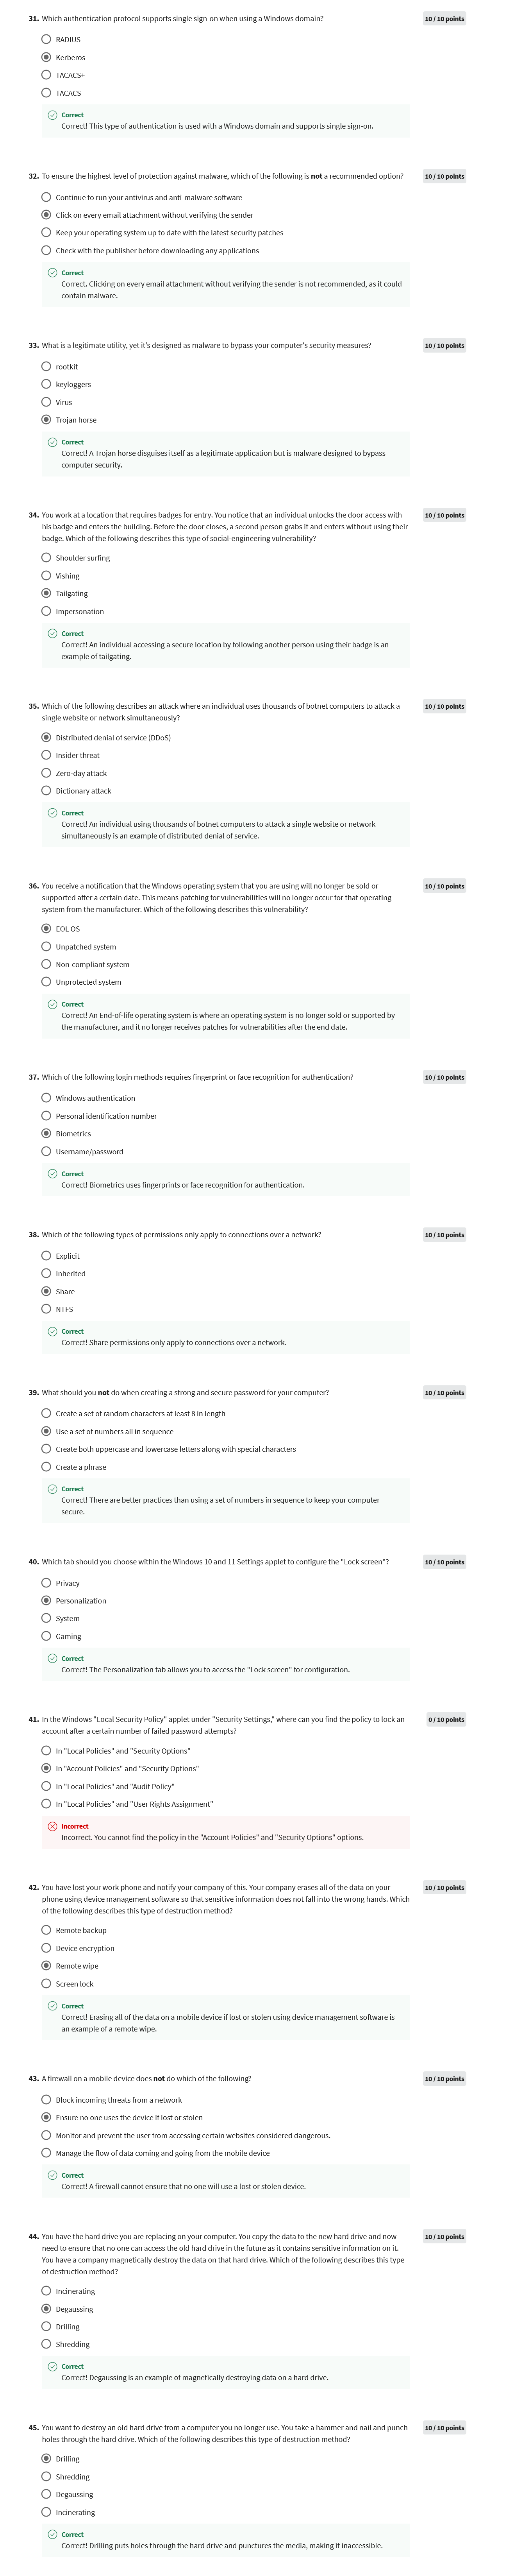 31. Which authentication protocol supports single sign-on when using a Windows domain?
10 / 10 points
RADIUS
Kerberos
TACACS+
TACACS
Correct
Correct! This type of authentication is used with a Windows domain and supports single sign-on.
32. To ensure the highest level of protection against malware, which of the following is not a recommended option?
10 / 10 points
Continue to run your antivirus and anti-malware software
Click on every email attachment without verifying the sender
Keep your operating system up to date with the latest security patches
Check with the publisher before downloading any applications
Correct
Correct. Clicking on every email attachment without verifying the sender is not recommended, as it could
contain malware.
33. What is a legitimate utility, yet it's designed as malware to bypass your computer's security measures?
10 / 10 points
rootkit
keyloggers
Virus
Trojan horse
Correct
Correct! A Trojan horse disguises itself as a legitimate application but is malware designed to bypass
computer security.
34. You work at a location that requires badges for entry. You notice that an individual unlocks the door access with
his badge and enters the building. Before the door closes, a second person grabs it and enters without using their
badge. Which of the following describes this type of social-engineering vulnerability?
10 / 10 points
Shoulder surfing
Vishing
Tailgating
Impersonation
Correct
Correct! An individual accessing a secure location by following another person using their badge is an
example of tailgating.
35. Which of the following describes an attack where an individual uses thousands of botnet computers to attack a
single website or network simultaneously?
10 / 10 points
Distributed denial of service (DDoS)
Insider threat
Zero-day attack
Dictionary attack
Correct
Correct! An individual using thousands of botnet computers to attack a single website or network
simultaneously is an example of distributed denial of service.
36. You receive a notification that the Windows operating system that you are using will no longer be sold or
supported after a certain date. This means patching for vulnerabilities will no longer occur for that operating
system from the manufacturer. Which of the following describes this vulnerability?
10 / 10 points
EOL OS
Unpatched system
Non-compliant system
Unprotected system
Correct
Correct! An End-of-life operating system is where an operating system is no longer sold or supported by
the manufacturer, and it no longer receives patches for vulnerabilities after the end date.
37. Which of the following login methods requires fingerprint or face recognition for authentication?
10 / 10 points
Windows authentication
Personal identification number
Biometrics
Username/password
Correct
Correct! Biometrics uses fingerprints or face recognition for authentication.
38. Which of the following types of permissions only apply to connections over a network?
10 / 10 points
Explicit
Inherited
Share
NTFS
Correct
Correct! Share permissions only apply to connections over a network.
39. What should you not do when creating a strong and secure password for your computer?
10 / 10 points
Create a set of random characters at least 8 in length
Use a set of numbers all in sequence
Create both uppercase and lowercase letters along with special characters
Create a phrase
Correct
Correct! There are better practices than using a set of numbers in sequence to keep your computer
secure.
40. Which tab should you choose within the Windows 10 and 11 Settings applet to configure the "Lock screen"?
10 / 10 points
Privacy
Personalization
System
Gaming
Correct
Correct! The Personalization tab allows you to access the "Lock screen" for configuration.
41. In the Windows "Local Security Policy" applet under "Security Settings," where can you find the policy to lock an
account after a certain number of failed password attempts?
0 / 10 points
In "Local Policies" and "Security Options"
In "Account Policies" and "Security Options"
In "Local Policies" and "Audit Policy"
In "Local Policies" and "User Rights Assignment"
Incorrect
Incorrect. You cannot find the policy in the "Account Policies" and "Security Options" options.
42. You have lost your work phone and notify your company of this. Your company erases all of the data on your
phone using device management software so that sensitive information does not fall into the wrong hands. Which
of the following describes this type of destruction method?
10 / 10 points
Remote backup
Device encryption
Remote wipe
Screen lock
Correct
Correct! Erasing all of the data on a mobile device if lost or stolen using device management software is
an example of a remote wipe.
43. A firewall on a mobile device does not do which of the following?
10 / 10 points
Block incoming threats from a network
Ensure no one uses the device if lost or stolen
Monitor and prevent the user from accessing certain websites considered dangerous.
Manage the flow of data coming and going from the mobile device
Correct
Correct! A firewall cannot ensure that no one will use a lost or stolen device.
44. You have the hard drive you are replacing on your computer. You copy the data to the new hard drive and now
need to ensure that no one can access the old hard drive in the future as it contains sensitive information on it.
You have a company magnetically destroy the data on that hard drive. Which of the following describes this type
of destruction method?
10 / 10 points
Incinerating
Degaussing
Drilling
Shredding
Correct
Correct! Degaussing is an example of magnetically destroying data on a hard drive.
45. You want to destroy an old hard drive from a computer you no longer use. You take a hammer and nail and punch
holes through the hard drive. Which of the following describes this type of destruction method?
10 / 10 points
Drilling
Shredding
Degaussing
Incinerating
Correct
Correct! Drilling puts holes through the hard drive and punctures the media, making it inaccessible.